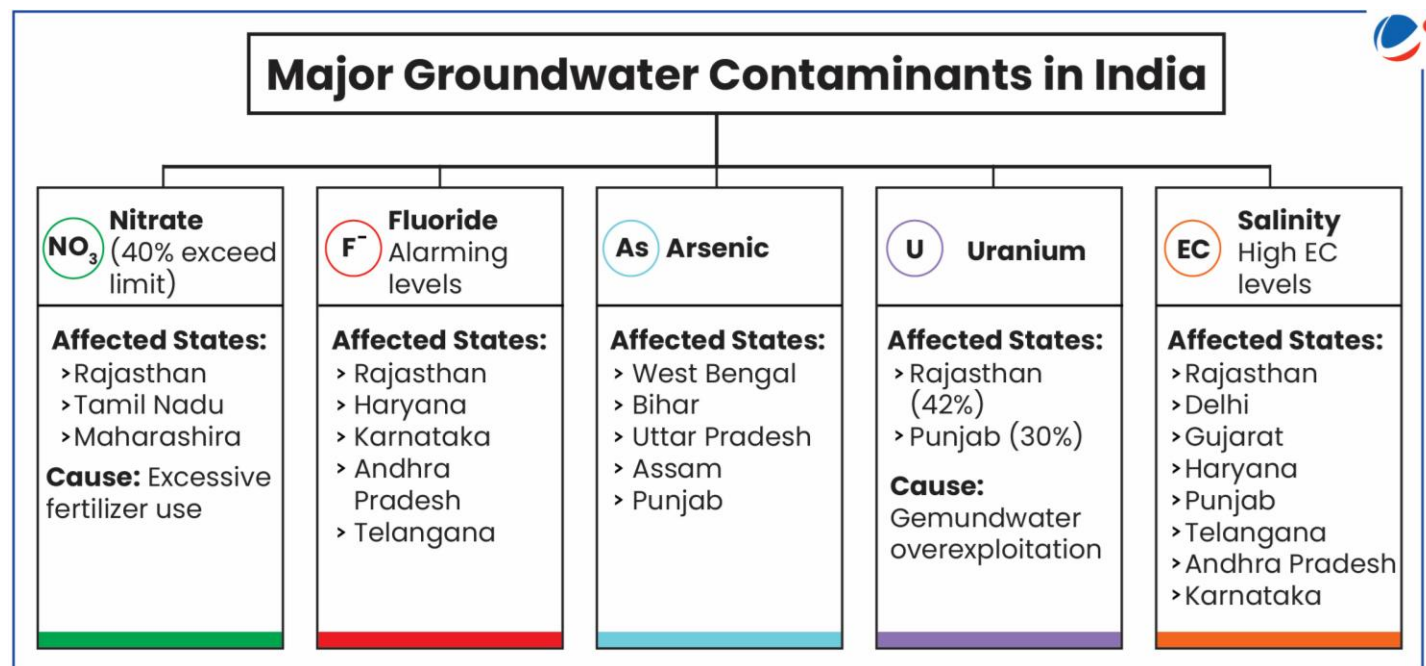 Major Groundwater Contaminants in India
NO₃
Nitrate
(40% exceed
limit)
Affected States:
>Rajasthan
>Tamil Nadu
>Maharashira
Cause: Excessive
fertilizer use
F⁻
Fluoride
Alarming
levels
Affected States:
> Rajasthan
> Haryana
> Karnataka
> Andhra
Pradesh
> Telangana
As
Arsenic
Affected States:
> West Bengal
> Bihar
> Uttar Pradesh
> Assam
> Punjab
U
Uranium
Affected States:
> Rajasthan
(42%)
> Punjab (30%)
Cause:
Gemundwater
overexploitation
EC
Salinity
High EC
levels
Affected States:
>Rajasthan
>Delhi
>Gujarat
>Haryana
>Punjab
>Telangana
>Andhra Pradesh
>Karnataka